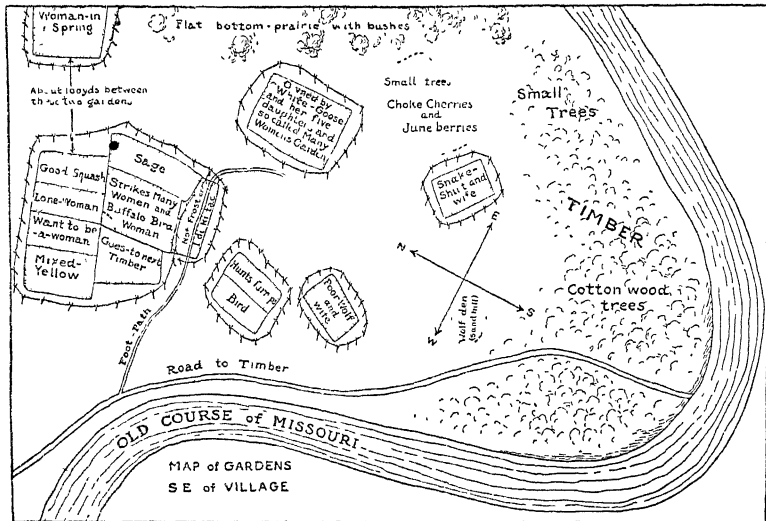 Woman-in
Spring
Flat bottom-prairie with bushes
About 100yds between
these two gardens
Owned by
White-Goose
and her five
daughters and
so called Many
Womens Garden
Small trees
Choke Cherries
and
June berries
Small
Trees
Good Squash
Sage
Lone-Woman
Strikes Many
Women and
Buffalo Bird
Woman
Want to be
-a-woman
Mixed-
Yellow
Goes-to-next
Timber
Not Frost
Snake-
Shirt and
wife
TIMBER
N
E
S
W
Wolf den
(Sandhill)
Cotton wood
trees
Hunts
Bird
Poor-Wolf
and
wife
Foot-Path
Road to Timber
OLD COURSE of MISSOURI
MAP of GARDENS
S E of VILLAGE